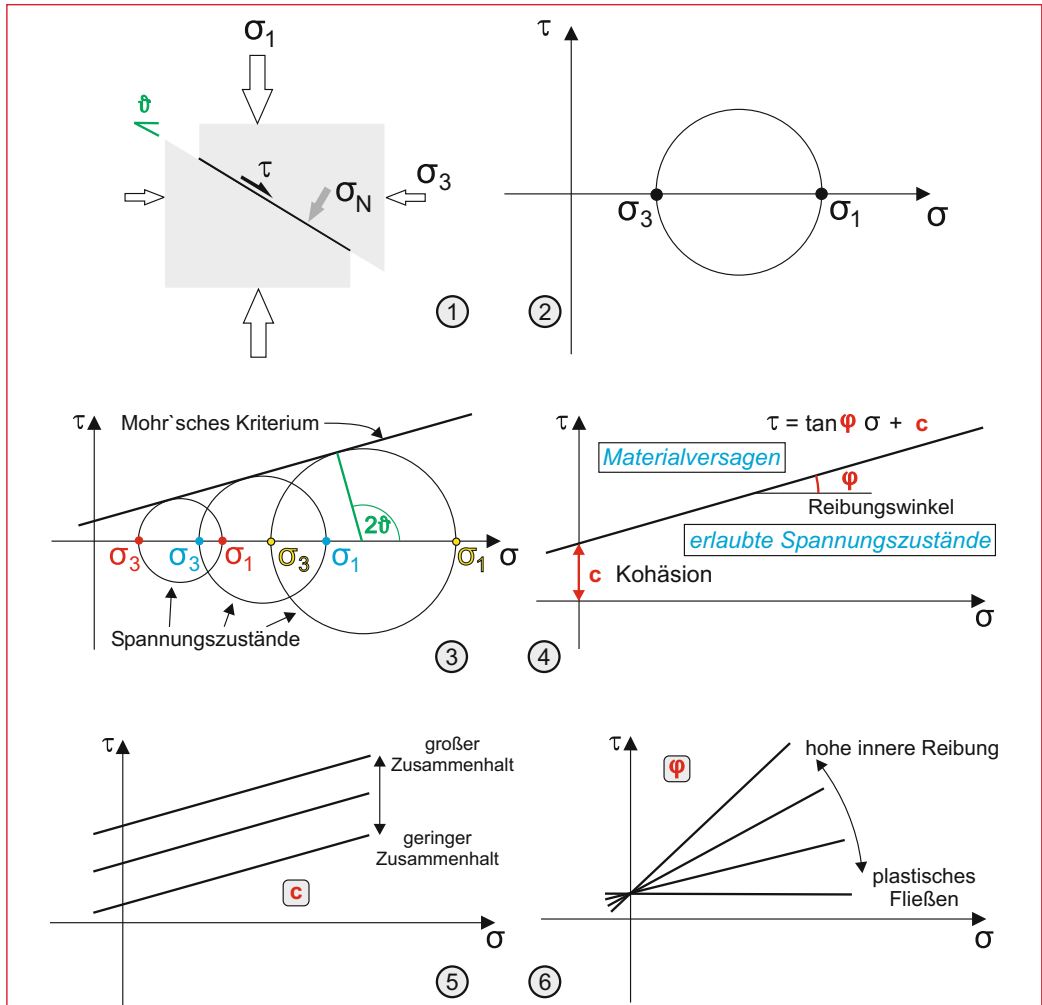 σ1
ϑ
τ
σN
σ3
1
τ
σ3
σ1
σ
2
τ
Mohr`sches Kriterium
2ϑ
σ3
σ3
σ1
σ3
σ1
σ1
σ
Spannungszustände
3
τ
τ = tan φ σ + c
Materialversagen
φ
Reibungswinkel
erlaubte Spannungszustände
c Kohäsion
σ
4
τ
großer
Zusammenhalt
geringer
Zusammenhalt
c
σ
5
τ
φ
hohe innere Reibung
plastisches
Fließen
σ
6